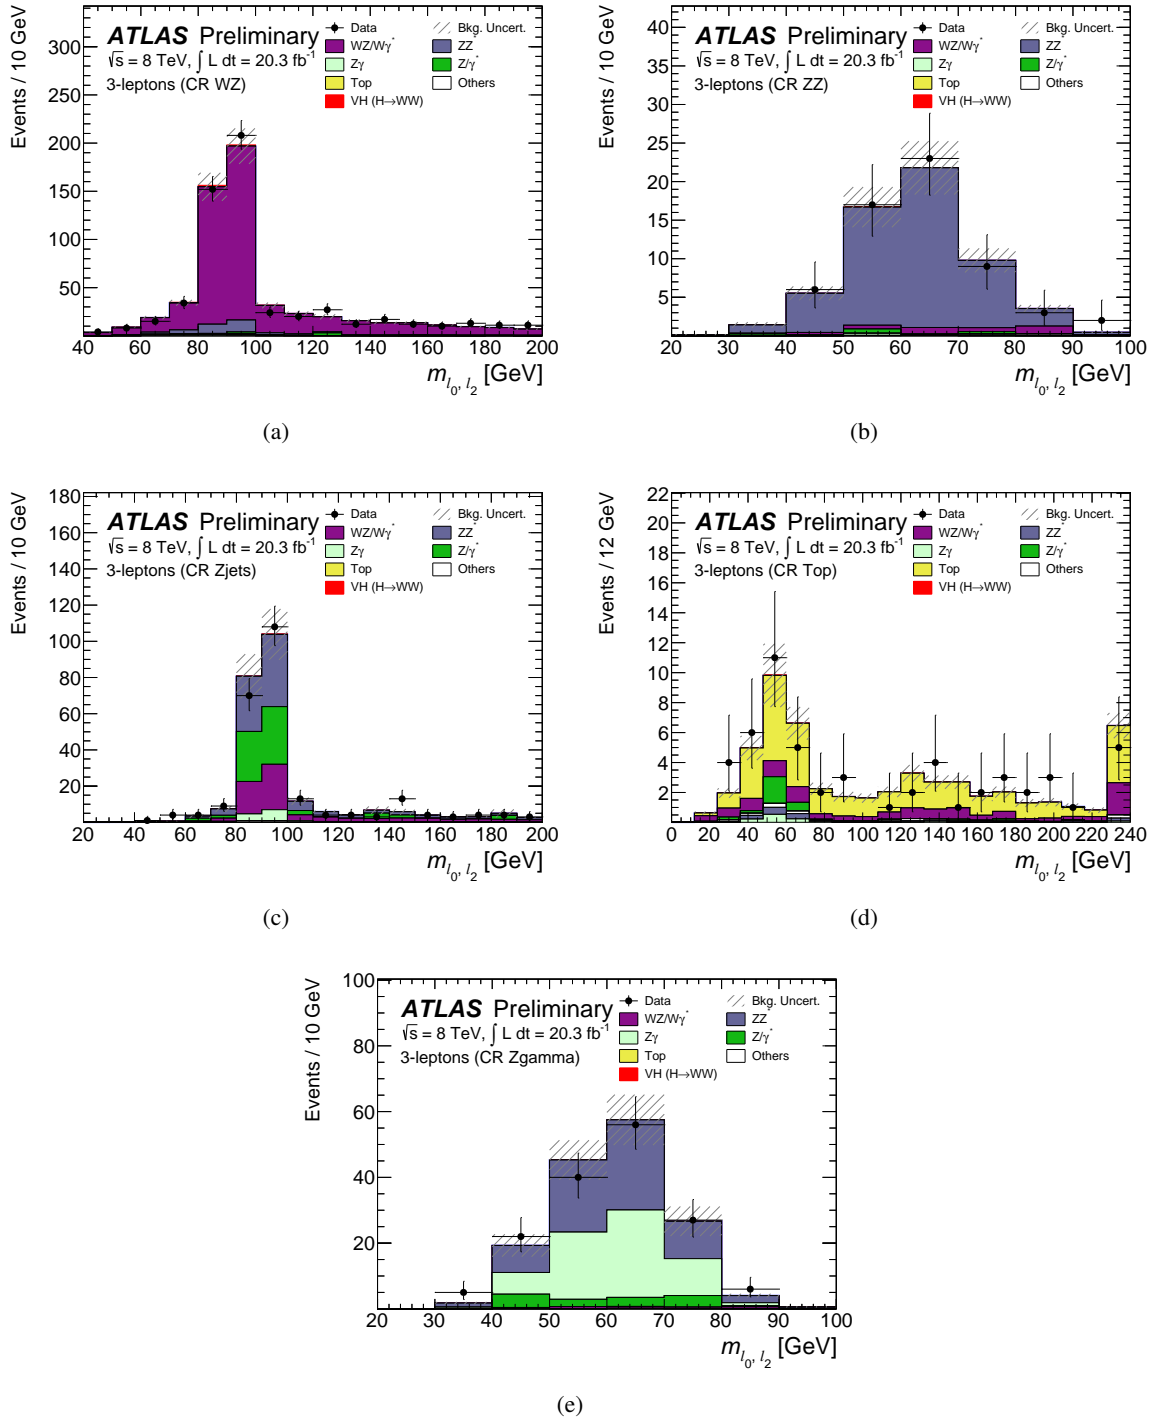 Events / 10 GeV
ATLAS Preliminary
√s = 8 TeV, ∫ L dt = 20.3 fb⁻¹
3-leptons (CR WZ)
Data
WZ/Wγ*
Zγ
Top
VH (H→WW)
Bkg. Uncert.
ZZ
Z/γ*
Others
300
250
200
150
100
50
40 60 80 100 120 140 160 180 200
m_{l_0, l_2} [GeV]
(a)
Events / 10 GeV
ATLAS Preliminary
√s = 8 TeV, ∫ L dt = 20.3 fb⁻¹
3-leptons (CR ZZ)
Data
WZ/Wγ*
Zγ
Top
VH (H→WW)
Bkg. Uncert.
ZZ
Z/γ*
Others
40
35
30
25
20
15
10
5
20 30 40 50 60 70 80 90 100
m_{l_0, l_2} [GeV]
(b)
Events / 10 GeV
ATLAS Preliminary
√s = 8 TeV, ∫ L dt = 20.3 fb⁻¹
3-leptons (CR Zjets)
Data
WZ/Wγ*
Zγ
Top
VH (H→WW)
Bkg. Uncert.
ZZ*
Z/γ*
Others
180
160
140
120
100
80
60
40
20
20 40 60 80 100 120 140 160 180 200
m_{l_0, l_2} [GeV]
(c)
Events / 12 GeV
ATLAS Preliminary
√s = 8 TeV, ∫ L dt = 20.3 fb⁻¹
3-leptons (CR Top)
Data
WZ/Wγ*
Zγ
Top
VH (H→WW)
Bkg. Uncert.
ZZ*
Z/γ*
Others
22
20
18
16
14
12
10
8
6
4
2
0 20 40 60 80 100 120 140 160 180 200 220 240
m_{l_0, l_2} [GeV]
(d)
Events / 10 GeV
ATLAS Preliminary
√s = 8 TeV, ∫ L dt = 20.3 fb⁻¹
3-leptons (CR Zgamma)
Data
WZ/Wγ*
Zγ
Top
VH (H→WW)
Bkg. Uncert.
ZZ*
Z/γ*
Others
100
80
60
40
20
0
20 30 40 50 60 70 80 90 100
m_{l_0, l_2} [GeV]
(e)